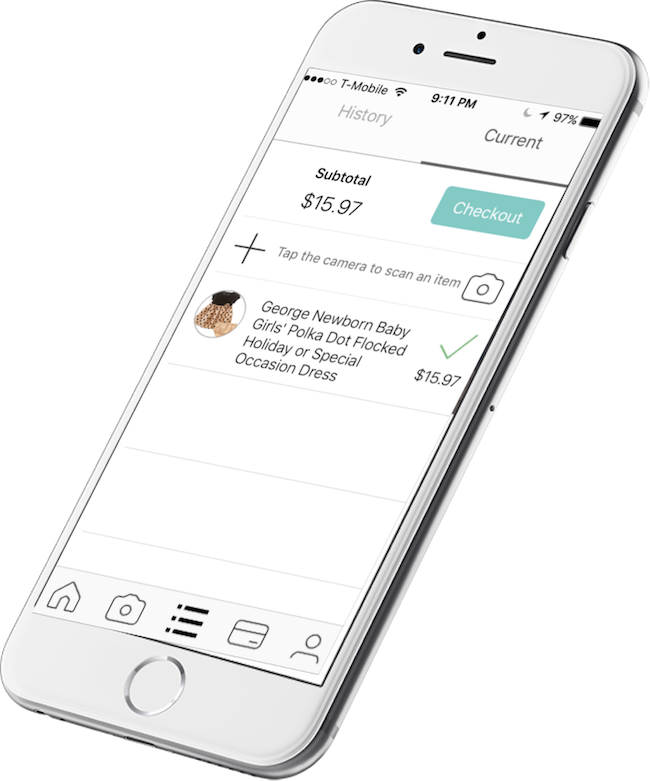 T-Mobile 9:11 PM 97%
History Current
Subtotal
$15.97
Checkout
Tap the camera to scan an item
George Newborn Baby
Girls' Polka Dot Flocked
Holiday or Special
Occasion Dress
$15.97